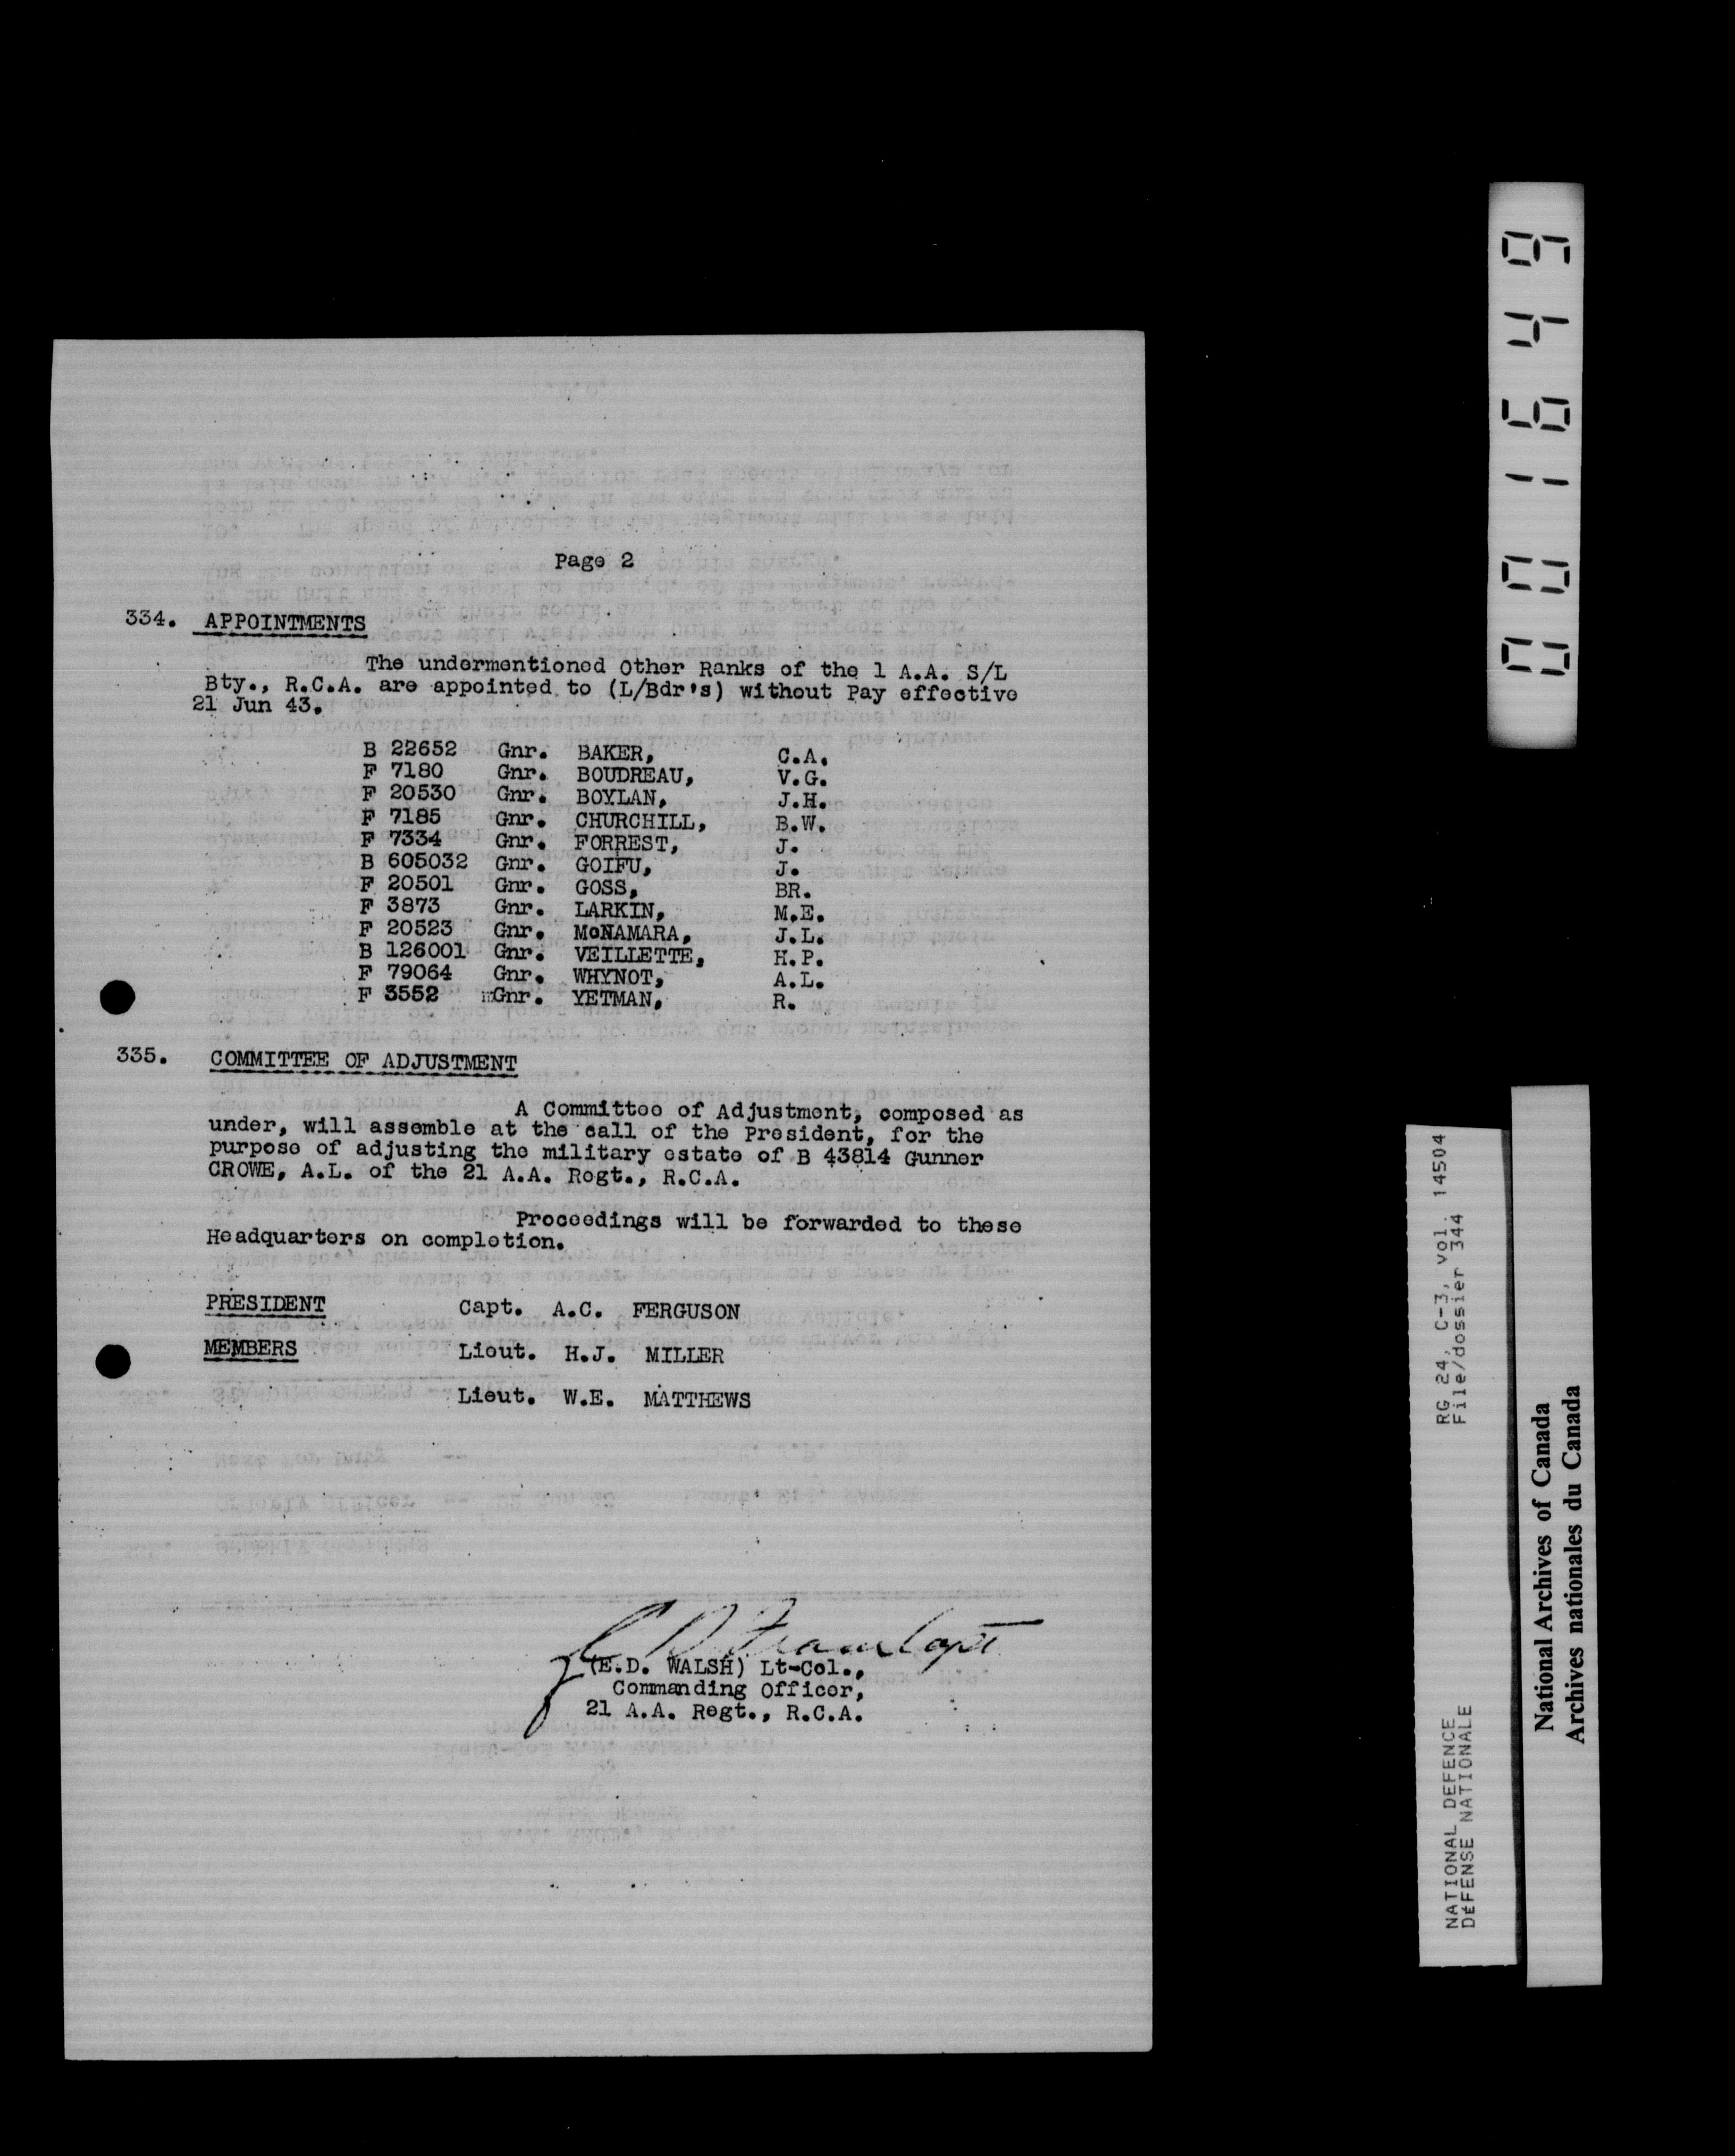 Page 2
334. APPOINTMENTS
The undermentioned Other Ranks of the 1 A.A. S/L
Bty., R.C.A. are appointed to (L/Bdr's) without Pay effective
21 Jun 43.
B 22652 Gnr. BAKER, C.A.
F 7180 Gnr. BOUDREAU, V.G.
F 20530 Gnr. BOYLAN, J.H.
F 7185 Gnr. CHURCHILL, B.W.
F 7334 Gnr. FORREST, J.
B 605032 Gnr. GOIFU, J.
F 20501 Gnr. GOSS, BR.
F 3873 Gnr. LARKIN, M.E.
F 20523 Gnr. McNAMARA, J.L.
B 126001 Gnr. VEILLETTE, H.P.
F 79064 Gnr. WHYNOT, A.L.
F 3552 Gnr. YETMAN, R.
335. COMMITTEE OF ADJUSTMENT
A Committee of Adjustment, composed as
under, will assemble at the call of the President, for the
purpose of adjusting the military estate of B 43814 Gunner
CROWE, A.L. of the 21 A.A. Regt., R.C.A.
Proceedings will be forwarded to these
Headquarters on completion.
PRESIDENT Capt. A.C. FERGUSON
MEMBERS Lieut. H.J. MILLER
Lieut. W.E. MATTHEWS
Capt
(E.D. WALSH) Lt-Col.,
Commanding Officer,
21 A.A. Regt., R.C.A.
001649
NATIONAL DEFENCE RG 24, C-3, vol. 14504
DÉFENSE NATIONALE File/dossier 344
National Archives of Canada
Archives nationales du Canada